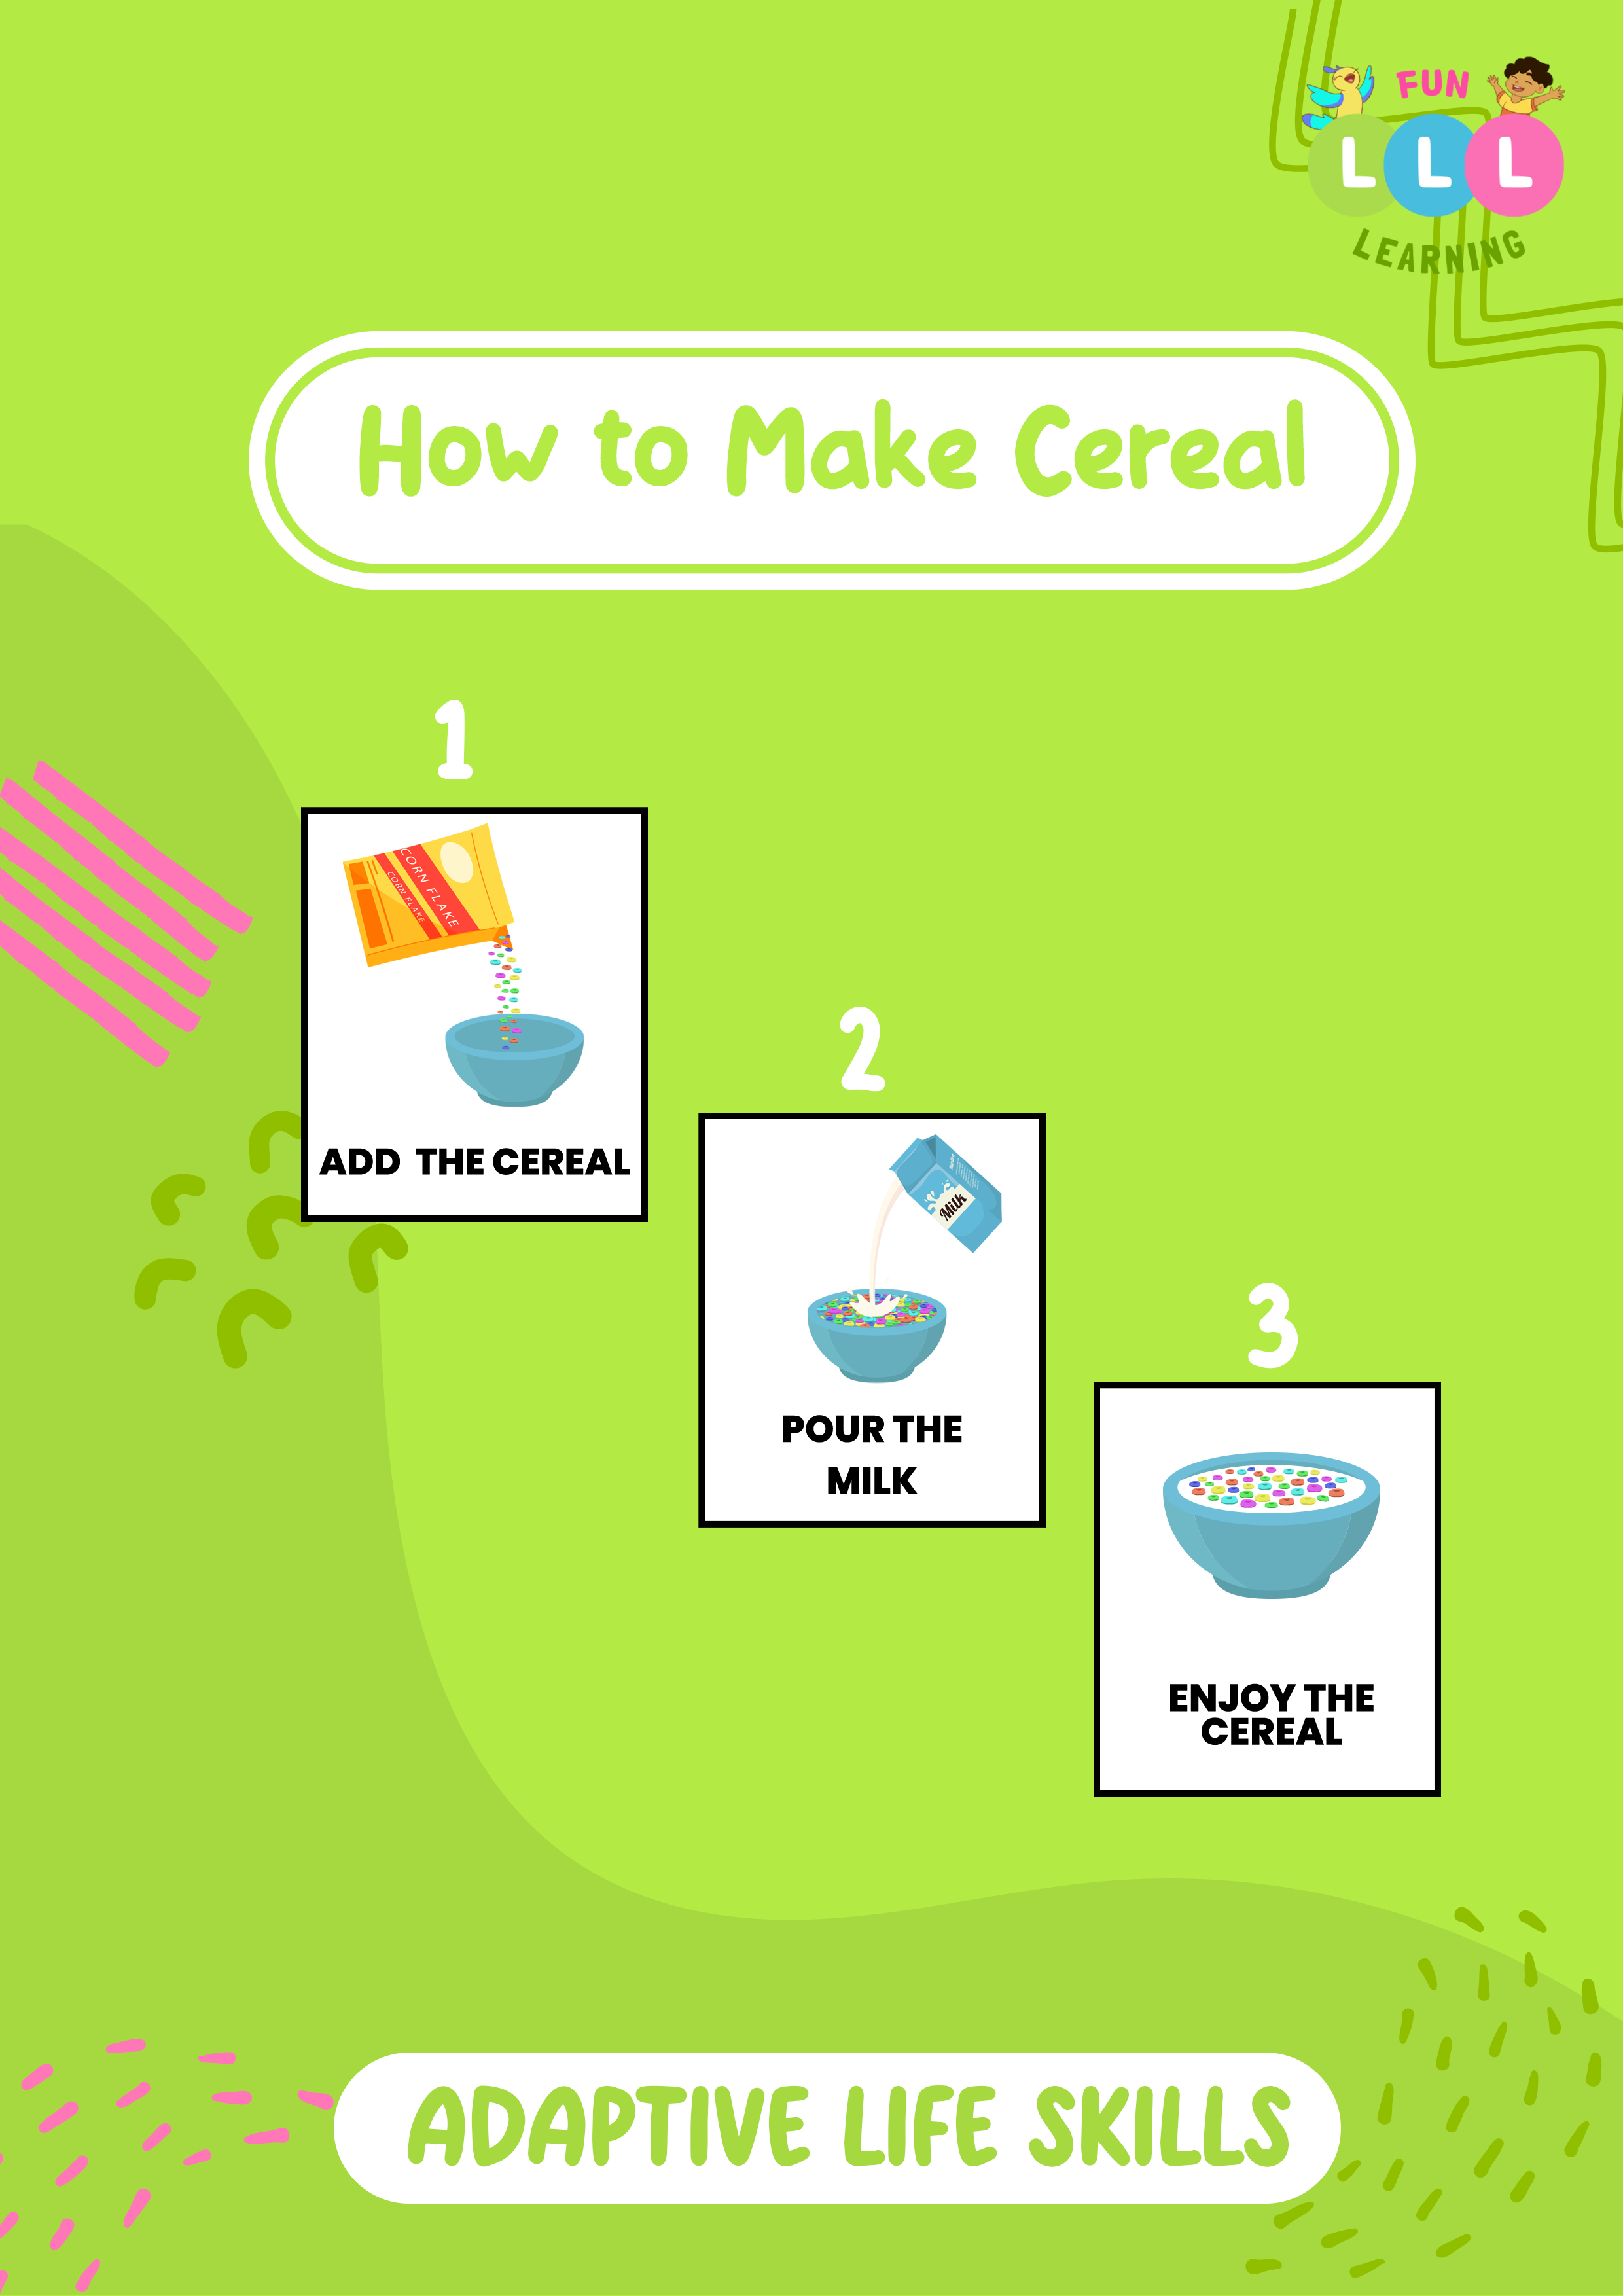 FUN
L L L
LEARNING
How to Make Cereal
1
CORN FLAKE
CORN FLAKE
ADD THE CEREAL
2
Milk
POUR THE
MILK
3
ENJOY THE
CEREAL
ADAPTIVE LIFE SKILLS